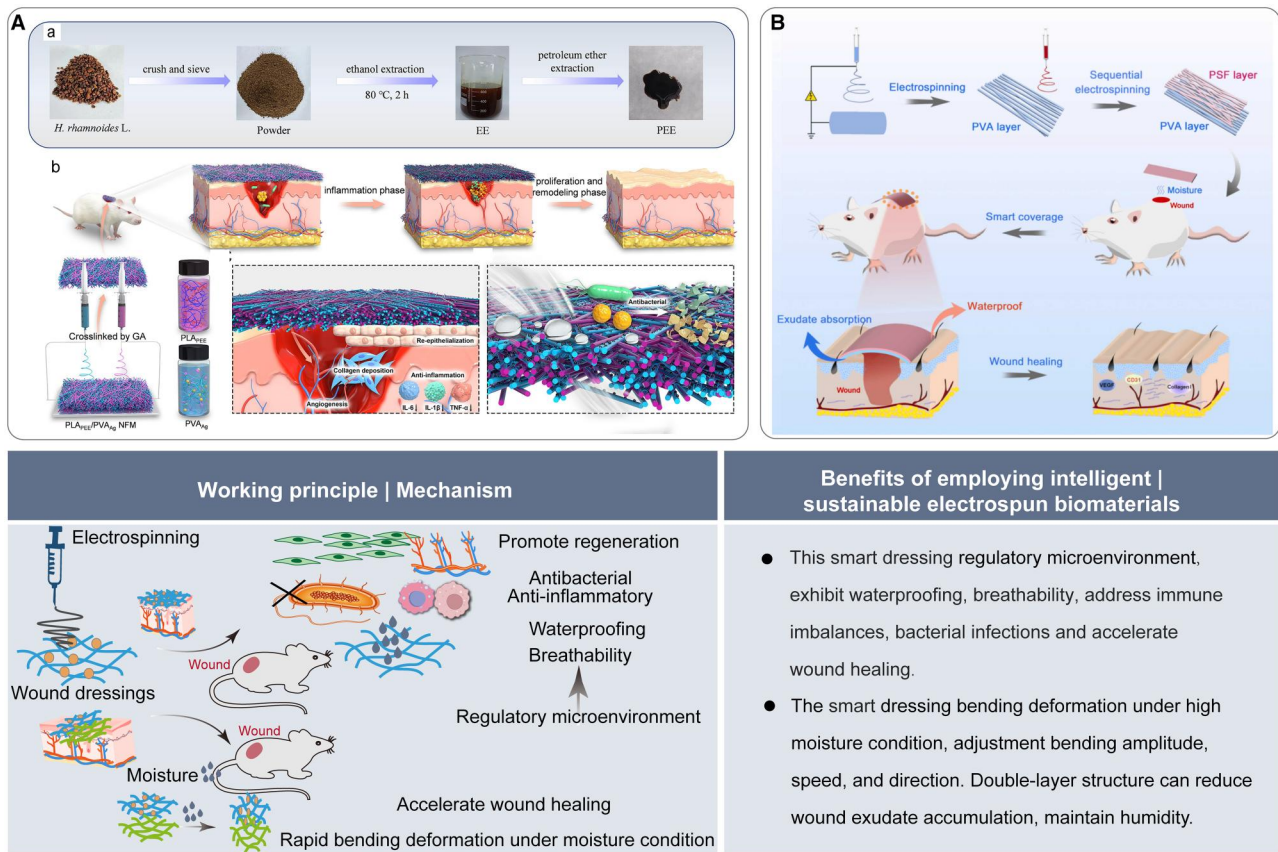 A
a
crush and sieve
ethanol extraction
80 °C, 2 h
petroleum ether
extraction
H. rhamnoides L.
Powder
EE
PEE
b
inflammation phase
proliferation and
remodeling phase
Crosslinked by GA
PLA_PEE
PLA_PEE/PVA_Ag NFM
PVA_Ag
Re-epithelialization
Collagen deposition
Anti-inflammation
Angiogenesis
IL-6↓
IL-1β↓
TNF-α↓
Antibacterial
B
Electrospinning
Sequential
electrospinning
PSF layer
PVA layer
PVA layer
Moisture
Wound
Smart coverage
Waterproof
Exudate absorption
Wound
Wound healing
VEGF
CD31
Collagen I
Working principle | Mechanism
Electrospinning
Wound dressings
Wound
Promote regeneration
Antibacterial
Anti-inflammatory
Waterproofing
Breathability
Regulatory microenvironment
Wound
Moisture
Accelerate wound healing
Rapid bending deformation under moisture condition
Benefits of employing intelligent |
sustainable electrospun biomaterials
● This smart dressing regulatory microenvironment,
exhibit waterproofing, breathability, address immune
imbalances, bacterial infections and accelerate
wound healing.
● The smart dressing bending deformation under high
moisture condition, adjustment bending amplitude,
speed, and direction. Double-layer structure can reduce
wound exudate accumulation, maintain humidity.